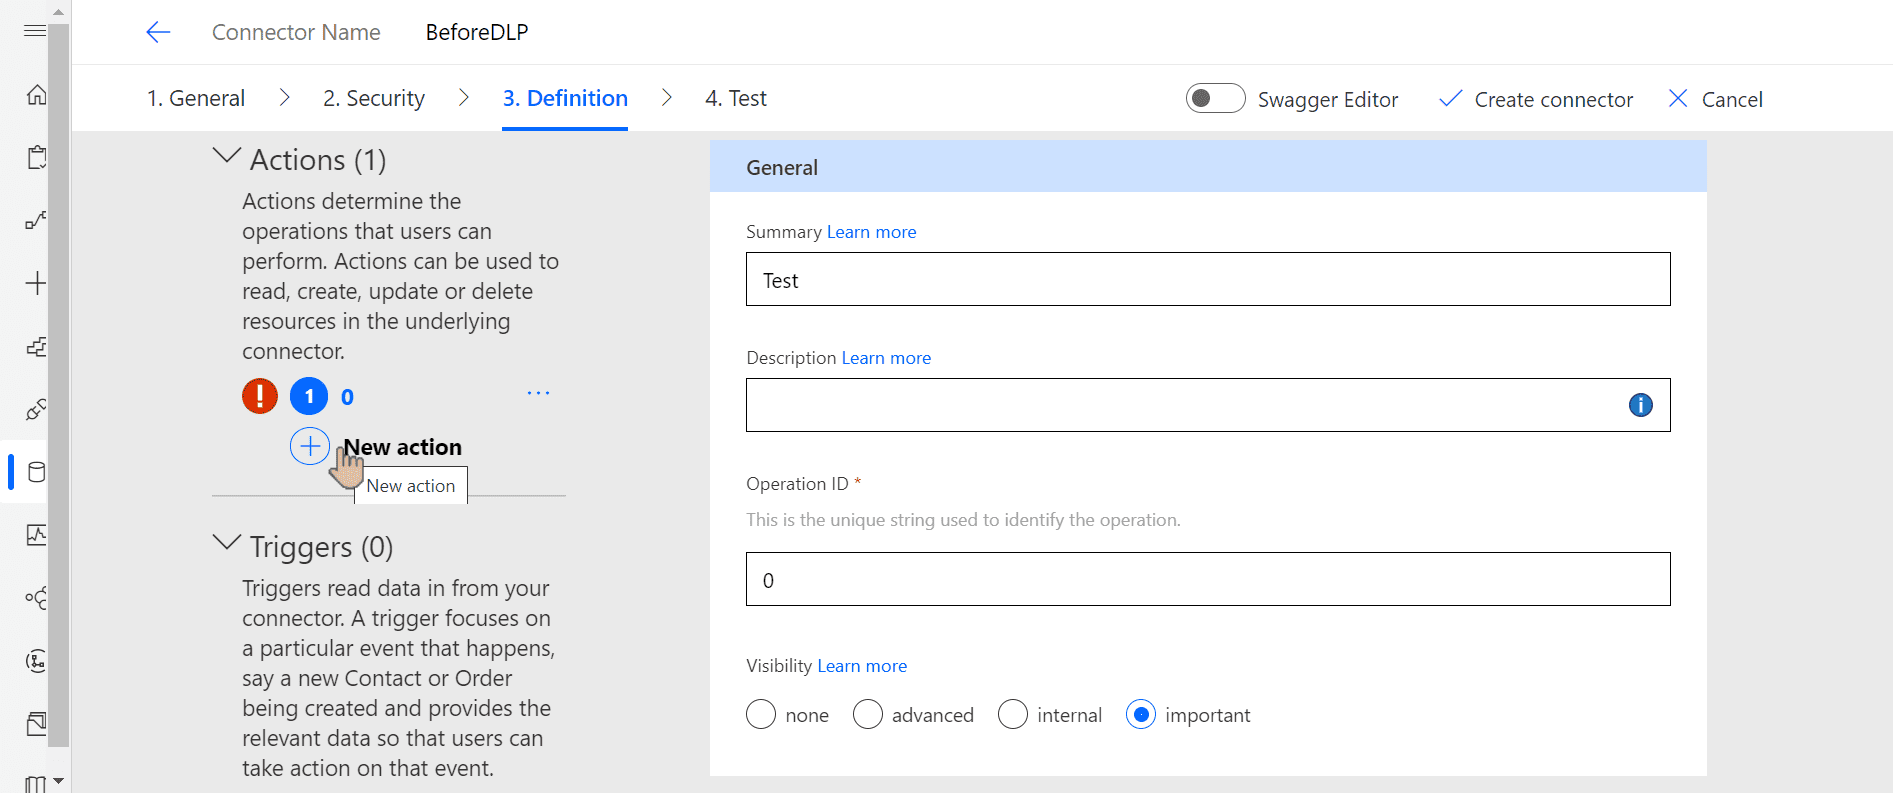 Connector Name BeforeDLP
1. General 2. Security 3. Definition 4. Test Swagger Editor Create connector Cancel
Actions (1)
Actions determine the
operations that users can
perform. Actions can be used to
read, create, update or delete
resources in the underlying
connector.
! 1 0 ...
New action
New action
Triggers (0)
Triggers read data in from your
connector. A trigger focuses on
a particular event that happens,
say a new Contact or Order
being created and provides the
relevant data so that users can
take action on that event.
General
Summary Learn more
Test
Description Learn more
i
Operation ID *
This is the unique string used to identify the operation.
0
Visibility Learn more
none advanced internal important